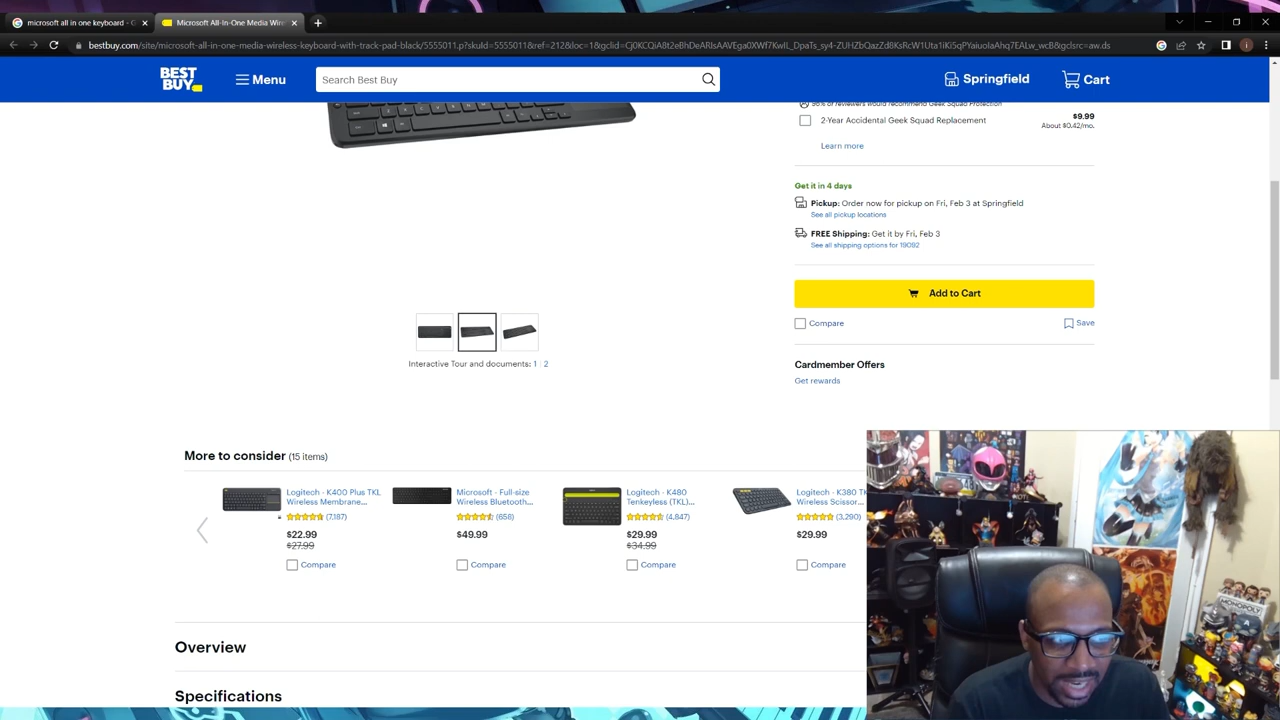 microsoft all in one keyboard - G
Microsoft All-In-One Media Wire
bestbuy.com/site/microsoft-all-in-one-media-wireless-keyboard-with-track-pad-black/5555011.p?skuId=5555011&ref=212&loc=1&gclid=
BEST BUY
Menu
Search Best Buy
Springfield
Cart
96% of reviewers would recommend Geek Squad Protection
2-Year Accidental Geek Squad Replacement
$9.99
About $0.42/mo.
Learn more
Get it in 4 days
Pickup: Order now for pickup on Fri, Feb 3 at Springfield
See all pickup locations
FREE Shipping: Get it by Fri, Feb 3
See all shipping options for 19092
Add to Cart
Compare
Save
Interactive Tour and documents: 1 | 2
Cardmember Offers
Get rewards
More to consider (15 items)
Logitech - K400 Plus TKL
Wireless Membrane...
(7,187)
$22.99
$27.99
Compare
Microsoft - Full-size
Wireless Bluetooth...
(658)
$49.99
Compare
Logitech - K480
Tenkeyless (TKL)...
(4,847)
$29.99
$34.99
Compare
Logitech - K380 TK
Wireless Scissor...
(3,290)
$29.99
Compare
Overview
Specifications
MONOPOLY